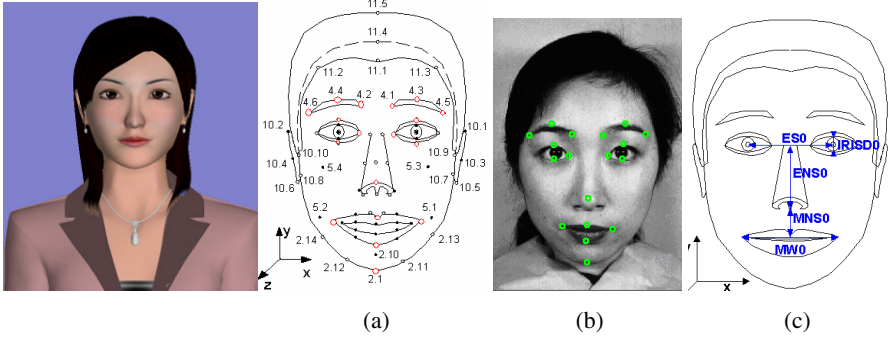 11.5
11.4
11.2 11.1 11.3
4.4 4.2 4.1 4.3
4.6 4.5
10.2 10.1
ES0
IRISD0
10.10 10.9
10.4 5.4 5.3 10.3
ENS0
10.6 10.8 10.7 10.5
5.2 5.1
MNS0
y
2.14 2.13
MW0
2.10
x
2.12 2.11
z
2.1
x
(a) (b) (c)